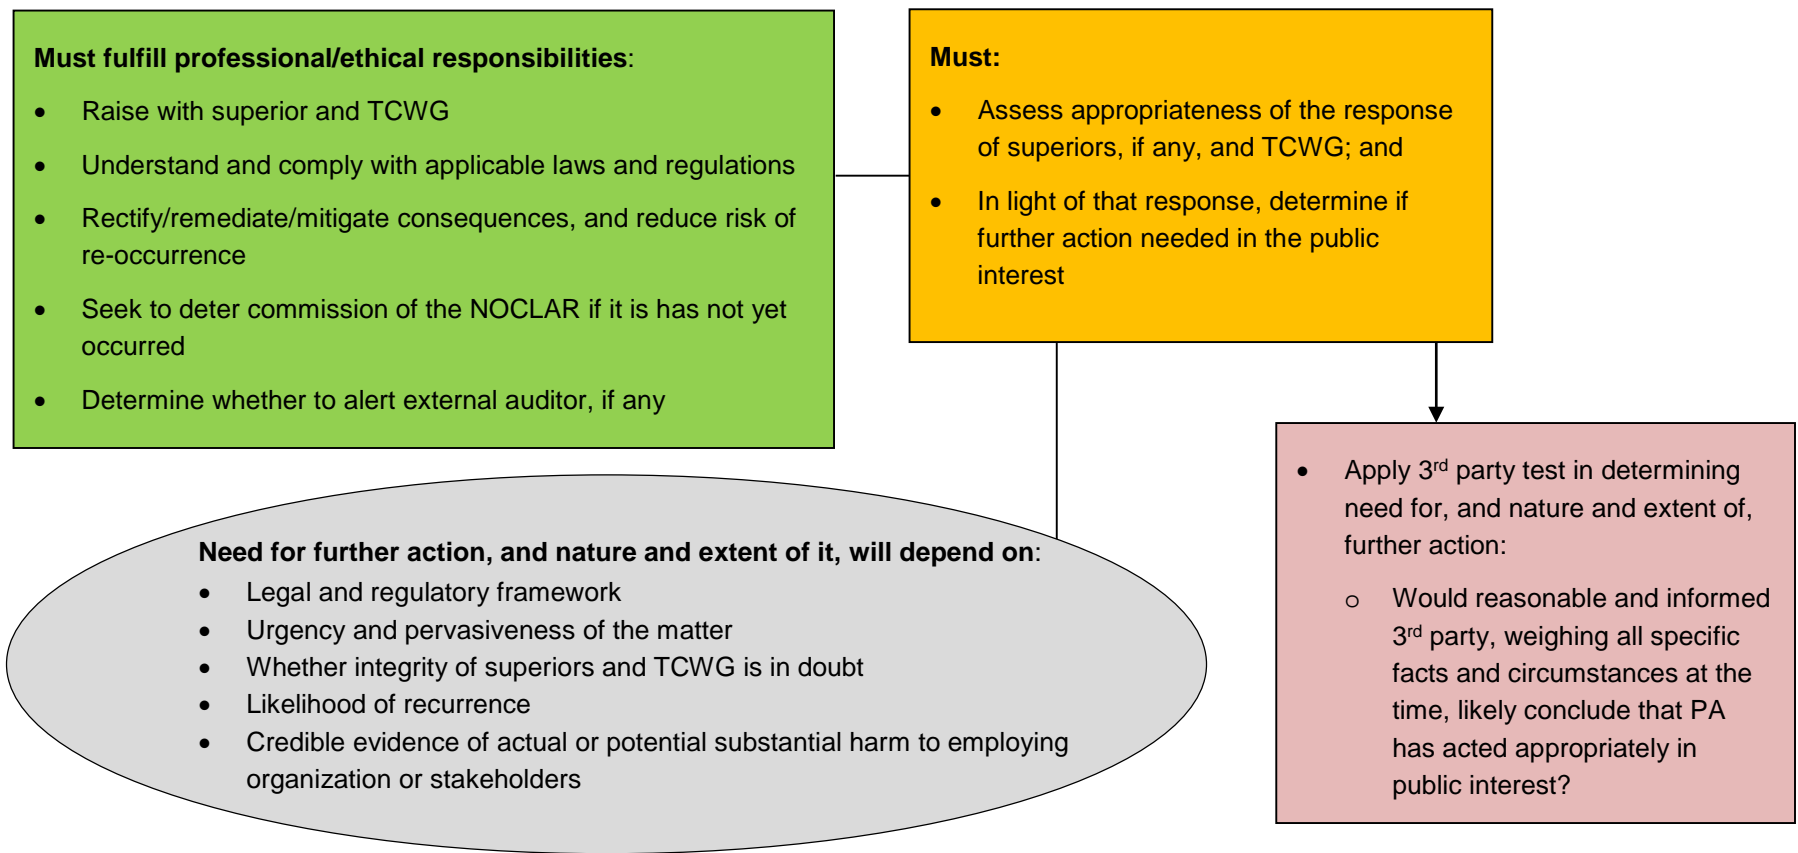 Must fulfill professional/ethical responsibilities:
• Raise with superior and TCWG
• Understand and comply with applicable laws and regulations
• Rectify/remediate/mitigate consequences, and reduce risk of
re-occurrence
• Seek to deter commission of the NOCLAR if it is has not yet
occurred
• Determine whether to alert external auditor, if any
Must:
• Assess appropriateness of the response
of superiors, if any, and TCWG; and
• In light of that response, determine if
further action needed in the public
interest
Need for further action, and nature and extent of it, will depend on:
• Legal and regulatory framework
• Urgency and pervasiveness of the matter
• Whether integrity of superiors and TCWG is in doubt
• Likelihood of recurrence
• Credible evidence of actual or potential substantial harm to employing
organization or stakeholders
• Apply 3rd party test in determining
need for, and nature and extent of,
further action:
o Would reasonable and informed
3rd party, weighing all specific
facts and circumstances at the
time, likely conclude that PA
has acted appropriately in
public interest?